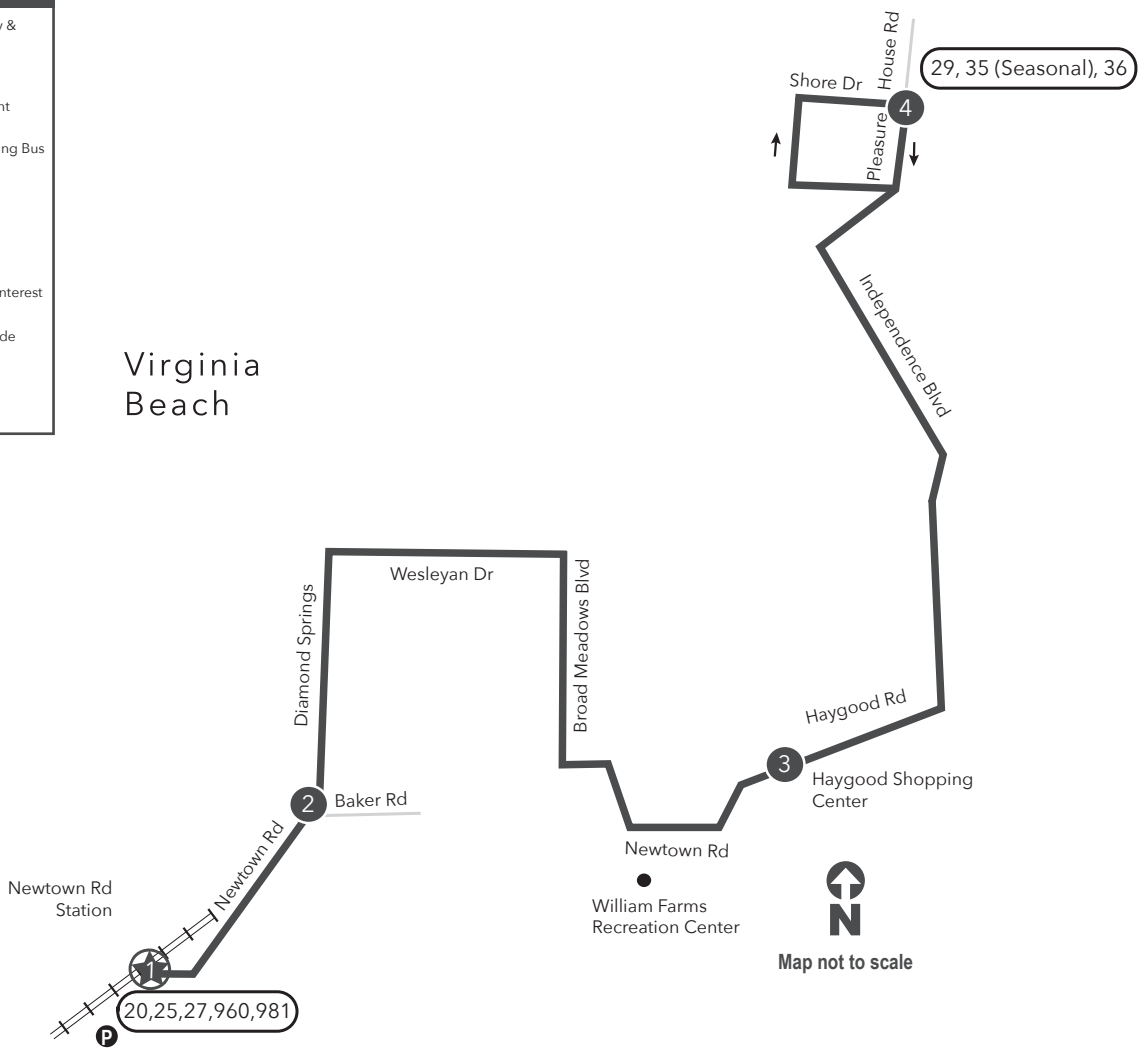 &
nt
ng Bus
nterest
de
House Rd
29, 35 (Seasonal), 36
Shore Dr
4
Pleasure
Independence Blvd
Virginia
Beach
Wesleyan Dr
Diamond Springs
Broad Meadows Blvd
Haygood Rd
3
Haygood Shopping
Center
2
Baker Rd
Newtown Rd
Newtown Rd
Newtown Rd
Station
William Farms
Recreation Center
N
Map not to scale
1
20,25,27,960,981
P